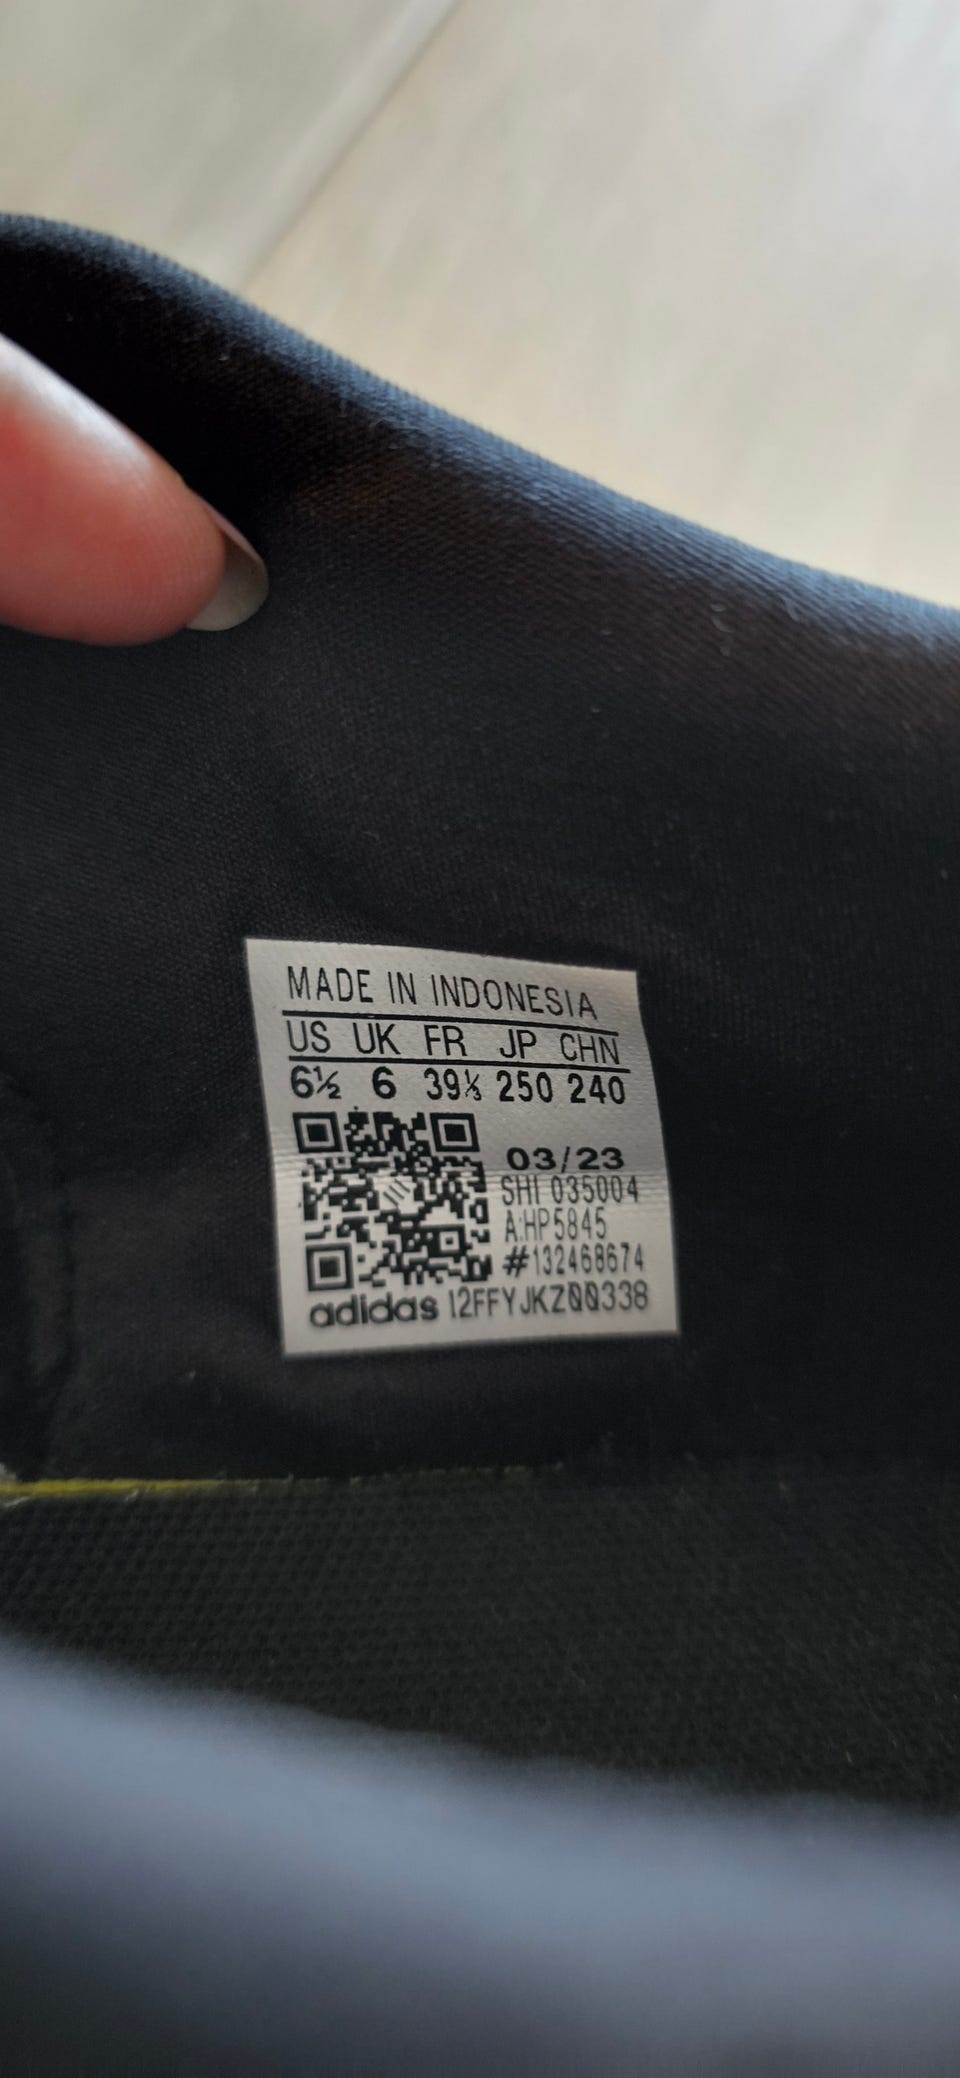 MADE IN INDONESIA
US UK FR JP CHN
6½ 6 39⅓ 250 240
03/23
SHI 035004
A:HP5845
#132468674
adidas 12FFYJKZ00338